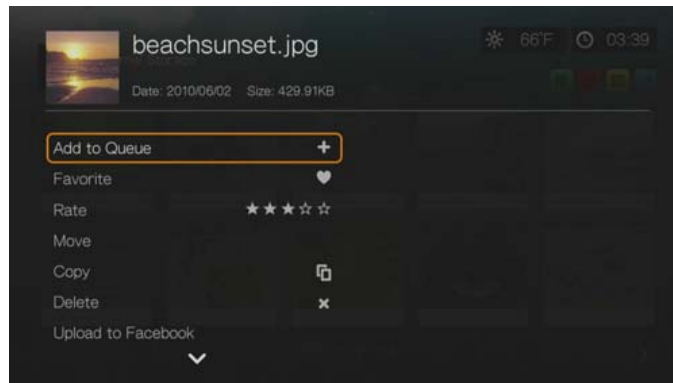 beachsunset.jpg
66°F 03:39
Date: 2010/06/02 Size: 429.91KB
Add to Queue
Favorite
Rate
Move
Copy
Delete
Upload to Facebook